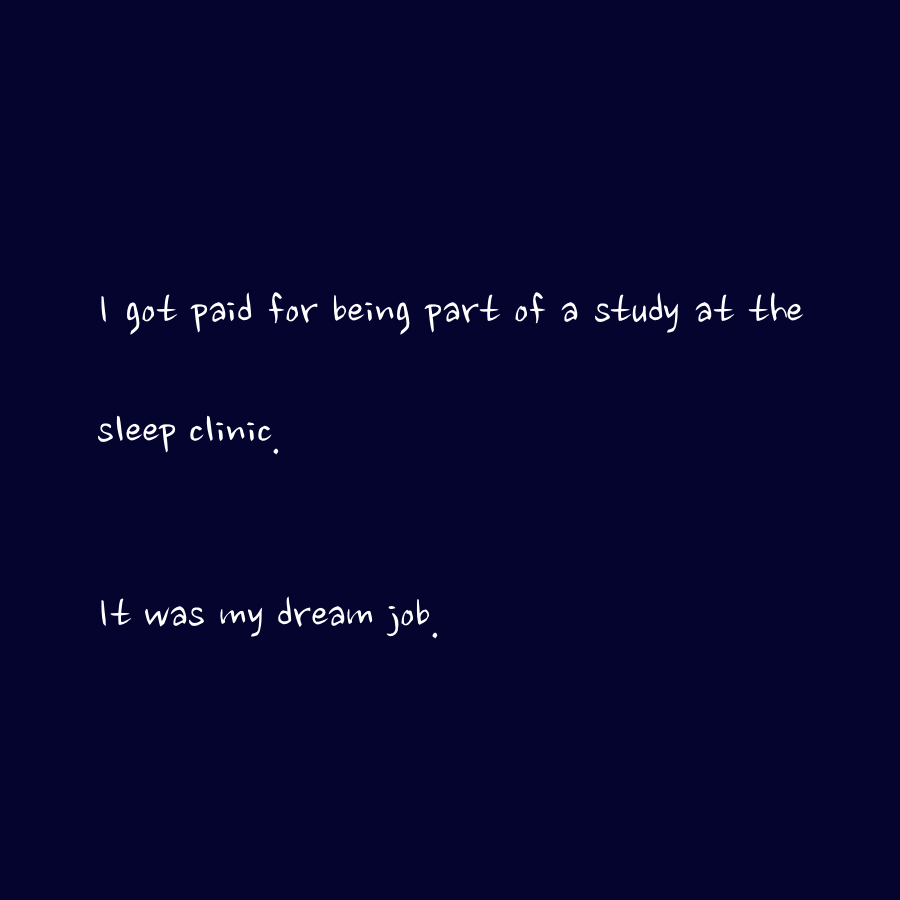 I got paid for being part of a study at the
sleep clinic.
It was my dream job.